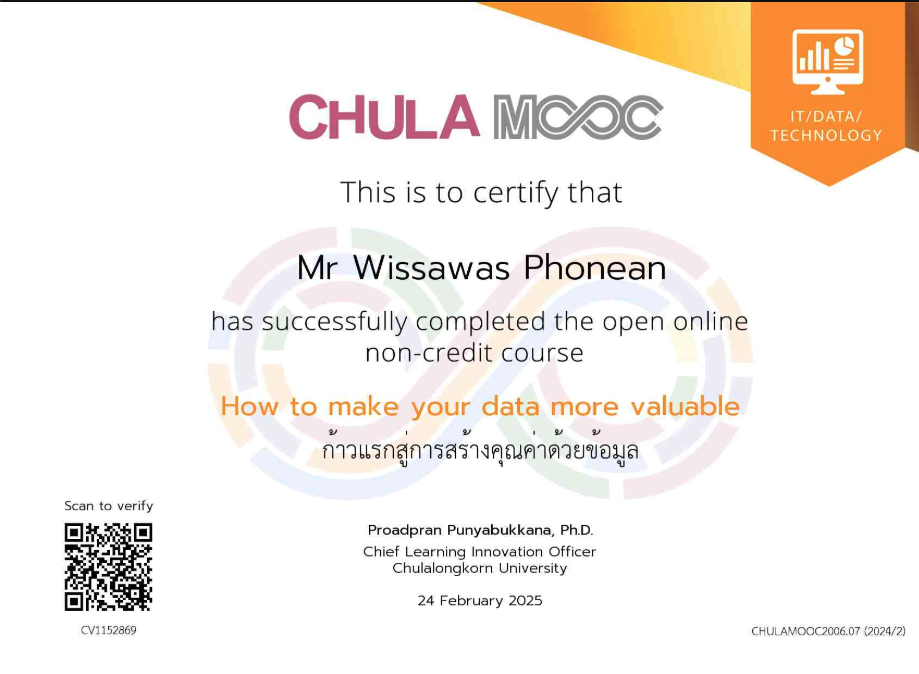 IT/DATA/
TECHNOLOGY
CHULA MOOC
This is to certify that
Mr Wissawas Phonean
has successfully completed the open online
non-credit course
How to make your data more valuable
ก้าวแรกสู่การสร้างคุณค่าด้วยข้อมูล
Scan to verify
CV1152869
Proadpran Punyabukkana, Ph.D.
Chief Learning Innovation Officer
Chulalongkorn University
24 February 2025
CHULAMOOC2006.07 (2024/2)